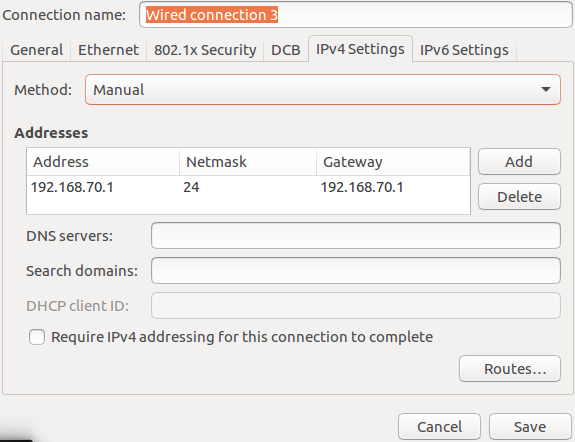 Connection name: Wired connection 3
General Ethernet 802.1x Security DCB IPv4 Settings IPv6 Settings
Method: Manual
Addresses
Address Netmask Gateway Add
192.168.70.1 24 192.168.70.1
Delete
DNS servers:
Search domains:
DHCP client ID:
Require IPv4 addressing for this connection to complete
Routes...
Cancel Save